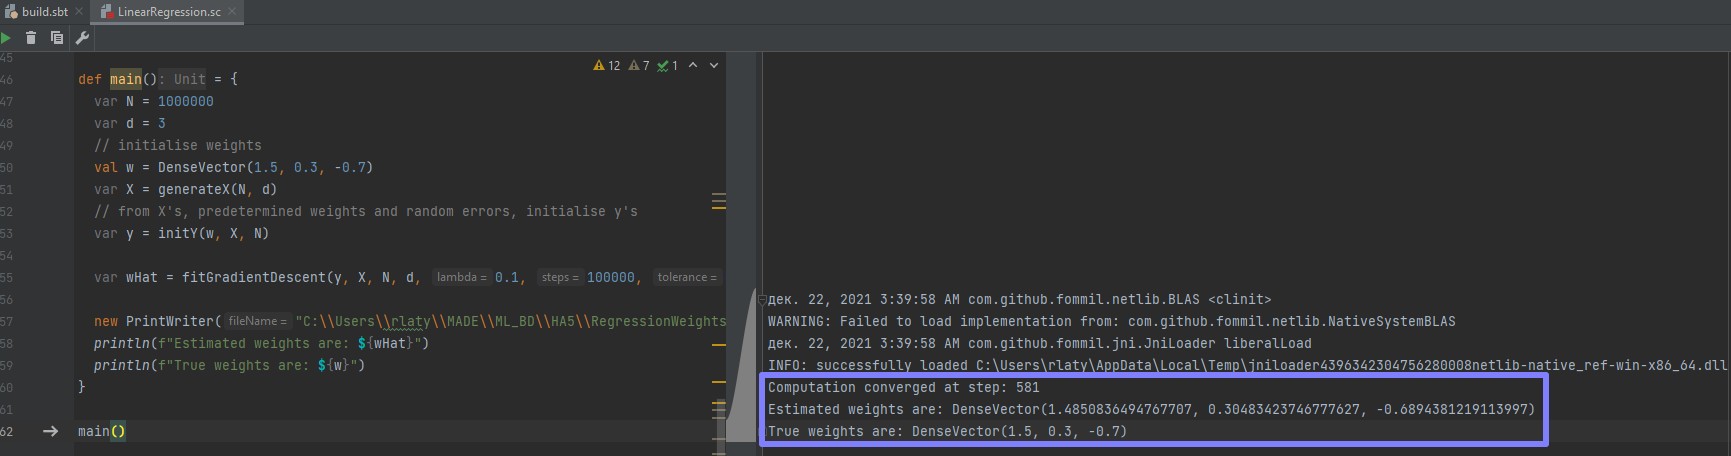 build.sbt
LinearRegression.sc
12 7 1
45
46 def main(): Unit = {
47 var N = 1000000
48 var d = 3
49 // initialise weights
50 val w = DenseVector(1.5, 0.3, -0.7)
51 var X = generateX(N, d)
52 // from X's, predetermined weights and random errors, initialise y's
53 var y = initY(w, X, N)
54
55 var wHat = fitGradientDescent(y, X, N, d, lambda = 0.1, steps = 100000, tolerance =
56
57 new PrintWriter( fileName = "C:\\Users\\rlaty\\MADE\\ML_BD\\HA5\\RegressionWeights
58 println(f"Estimated weights are: ${wHat}")
59 println(f"True weights are: ${w}")
60 }
61
62 main()
дек. 22, 2021 3:39:58 AM com.github.fommil.netlib.BLAS <clinit>
WARNING: Failed to load implementation from: com.github.fommil.netlib.NativeSystemBLAS
дек. 22, 2021 3:39:58 AM com.github.fommil.jni.JniLoader liberalLoad
INFO: successfully loaded C:\Users\rlaty\AppData\Local\Temp\jniloader4396342304756280008netlib-native_ref-win-x86_64.dll
Computation converged at step: 581
Estimated weights are: DenseVector(1.4850836494767707, 0.30483423746777627, -0.6894381219113997)
True weights are: DenseVector(1.5, 0.3, -0.7)